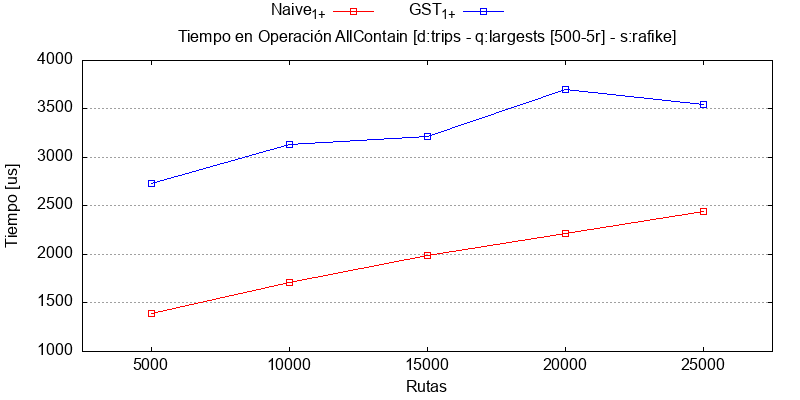 Naive1+ GST1+
Tiempo en Operación AllContain [d:trips - q:largests [500-5r] - s:rafike]
4000
3500
3000
2500
2000
1500
1000
Tiempo [us]
5000 10000 15000 20000 25000
Rutas